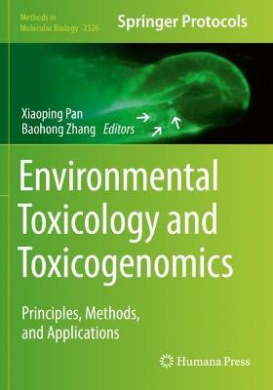 Methods in
Molecular Biology 2326
Springer Protocols
Xiaoping Pan
Baohong Zhang Editors
Environmental
Toxicology and
Toxicogenomics
Principles, Methods,
and Applications
Humana Press